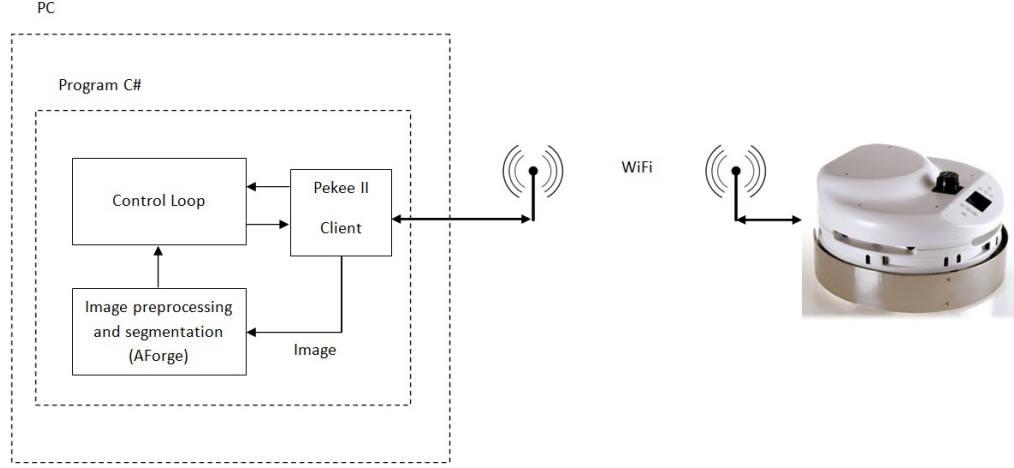 PC
Program C#
Control Loop
Pekee II
Client
WiFi
Image preprocessing
and segmentation
(AForge)
Image